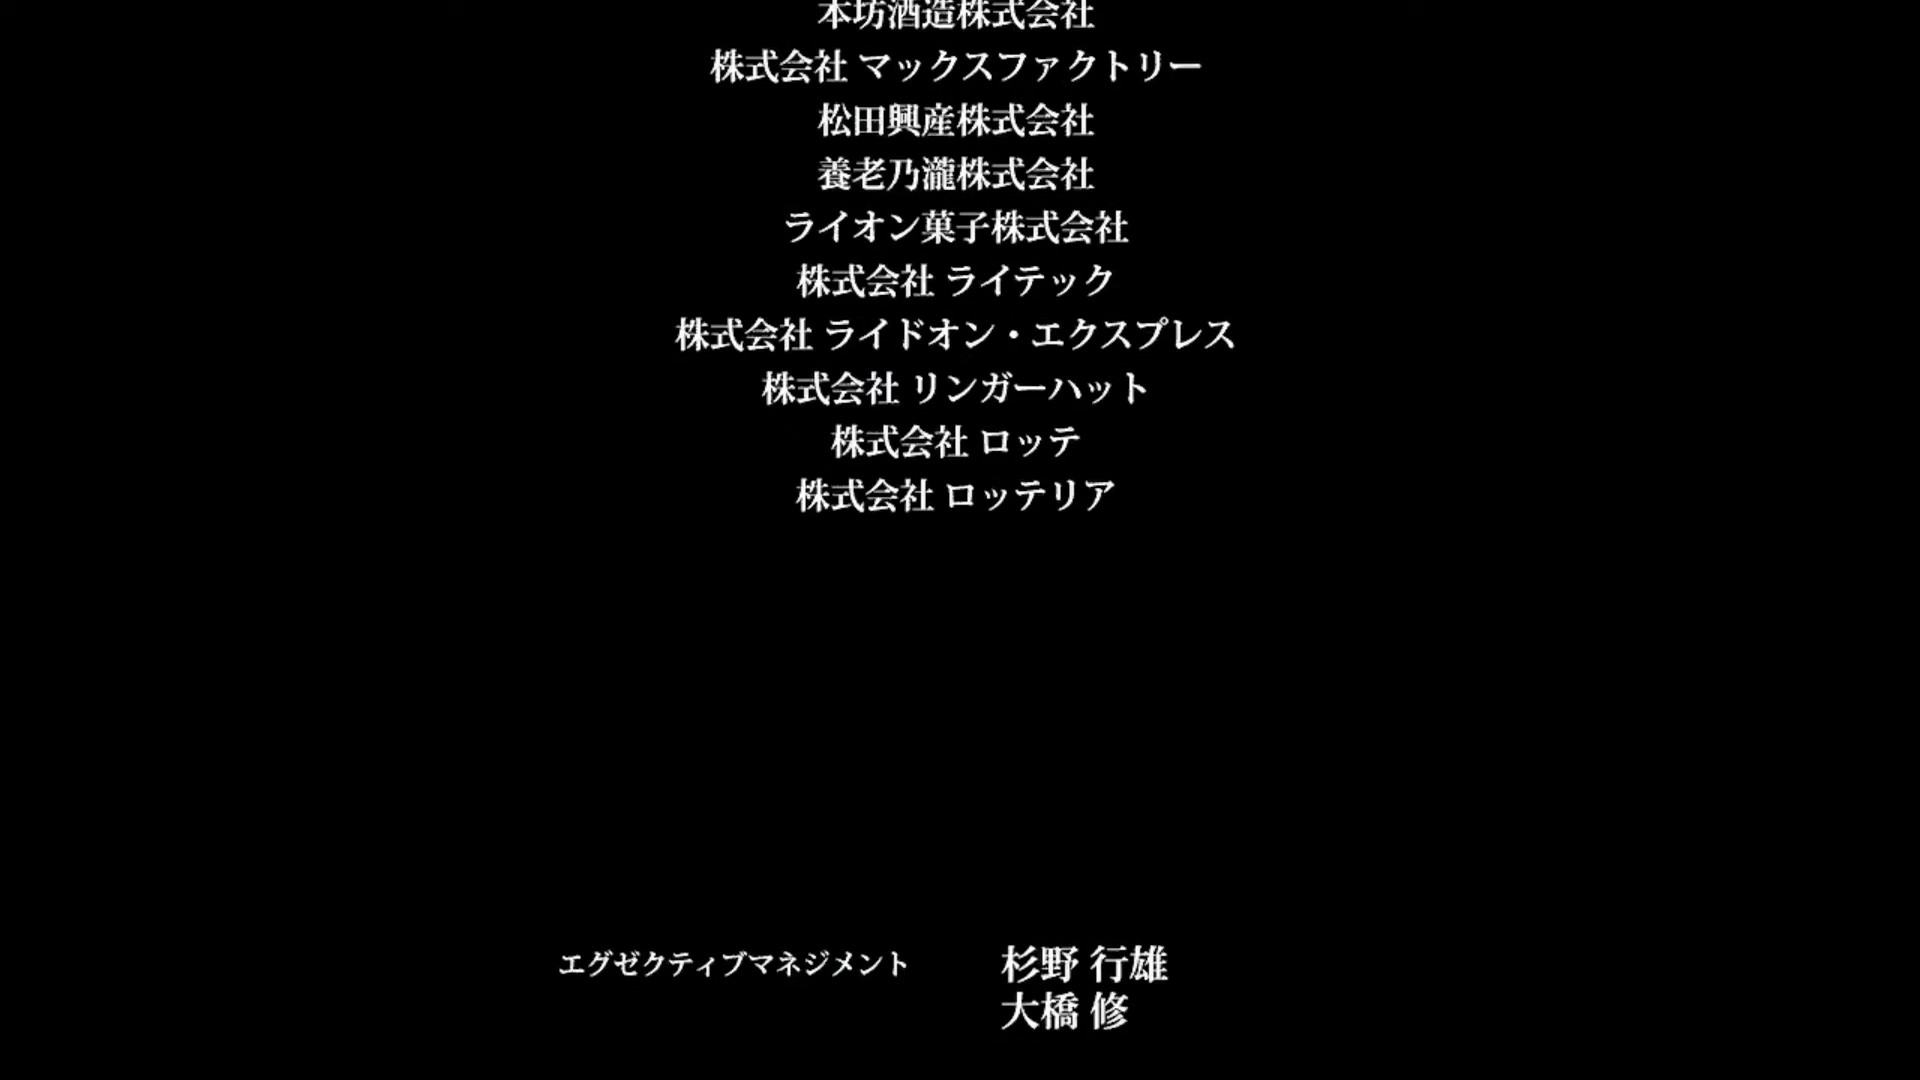 本坊酒造株式会社
株式会社 マックスファクトリー
松田興産株式会社
養老乃瀧株式会社
ライオン菓子株式会社
株式会社 ライテック
株式会社 ライドオン・エクスプレス
株式会社 リンガーハット
株式会社 ロッテ
株式会社 ロッテリア
エグゼクティブマネジメント 杉野 行雄
大橋 修